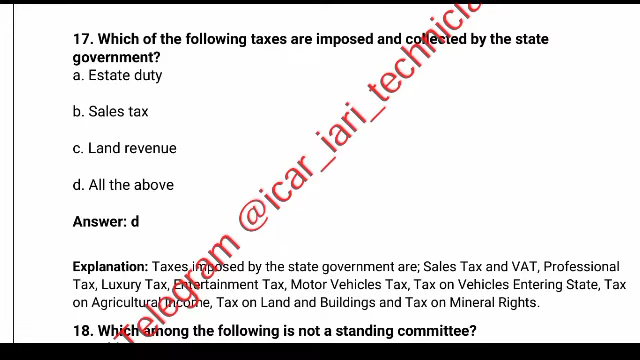 17. Which of the following taxes are imposed and collected by the state
government?
a. Estate duty
b. Sales tax
c. Land revenue
d. All the above
Answer: d
Explanation: Taxes imposed by the state government are; Sales Tax and VAT, Professional
Tax, Luxury Tax, Entertainment Tax, Motor Vehicles Tax, Tax on Vehicles Entering State, Tax
on Agricultural Income, Tax on Land and Buildings and Tax on Mineral Rights.
18. Which among the following is not a standing committee?
Telegram @icar_iari_technicia